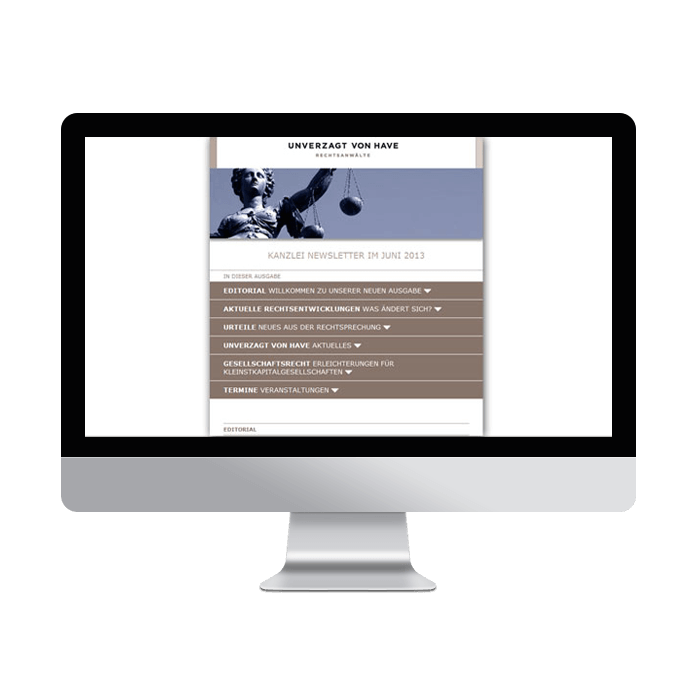 UNVERZAGT VON HAVE
RECHTSANWÄLTE
KANZLEI NEWSLETTER IM JUNI 2013
IN DIESER AUSGABE
EDITORIAL WILLKOMMEN ZU UNSERER NEUEN AUSGABE
AKTUELLE RECHTSENTWICKLUNGEN WAS ÄNDERT SICH?
URTEILE NEUES AUS DER RECHTSPRECHUNG
UNVERZAGT VON HAVE AKTUELLES
GESELLSCHAFTSRECHT ERLEICHTERUNGEN FÜR
KLEINSTKAPITALGESELLSCHAFTEN
TERMINE VERANSTALTUNGEN
EDITORIAL